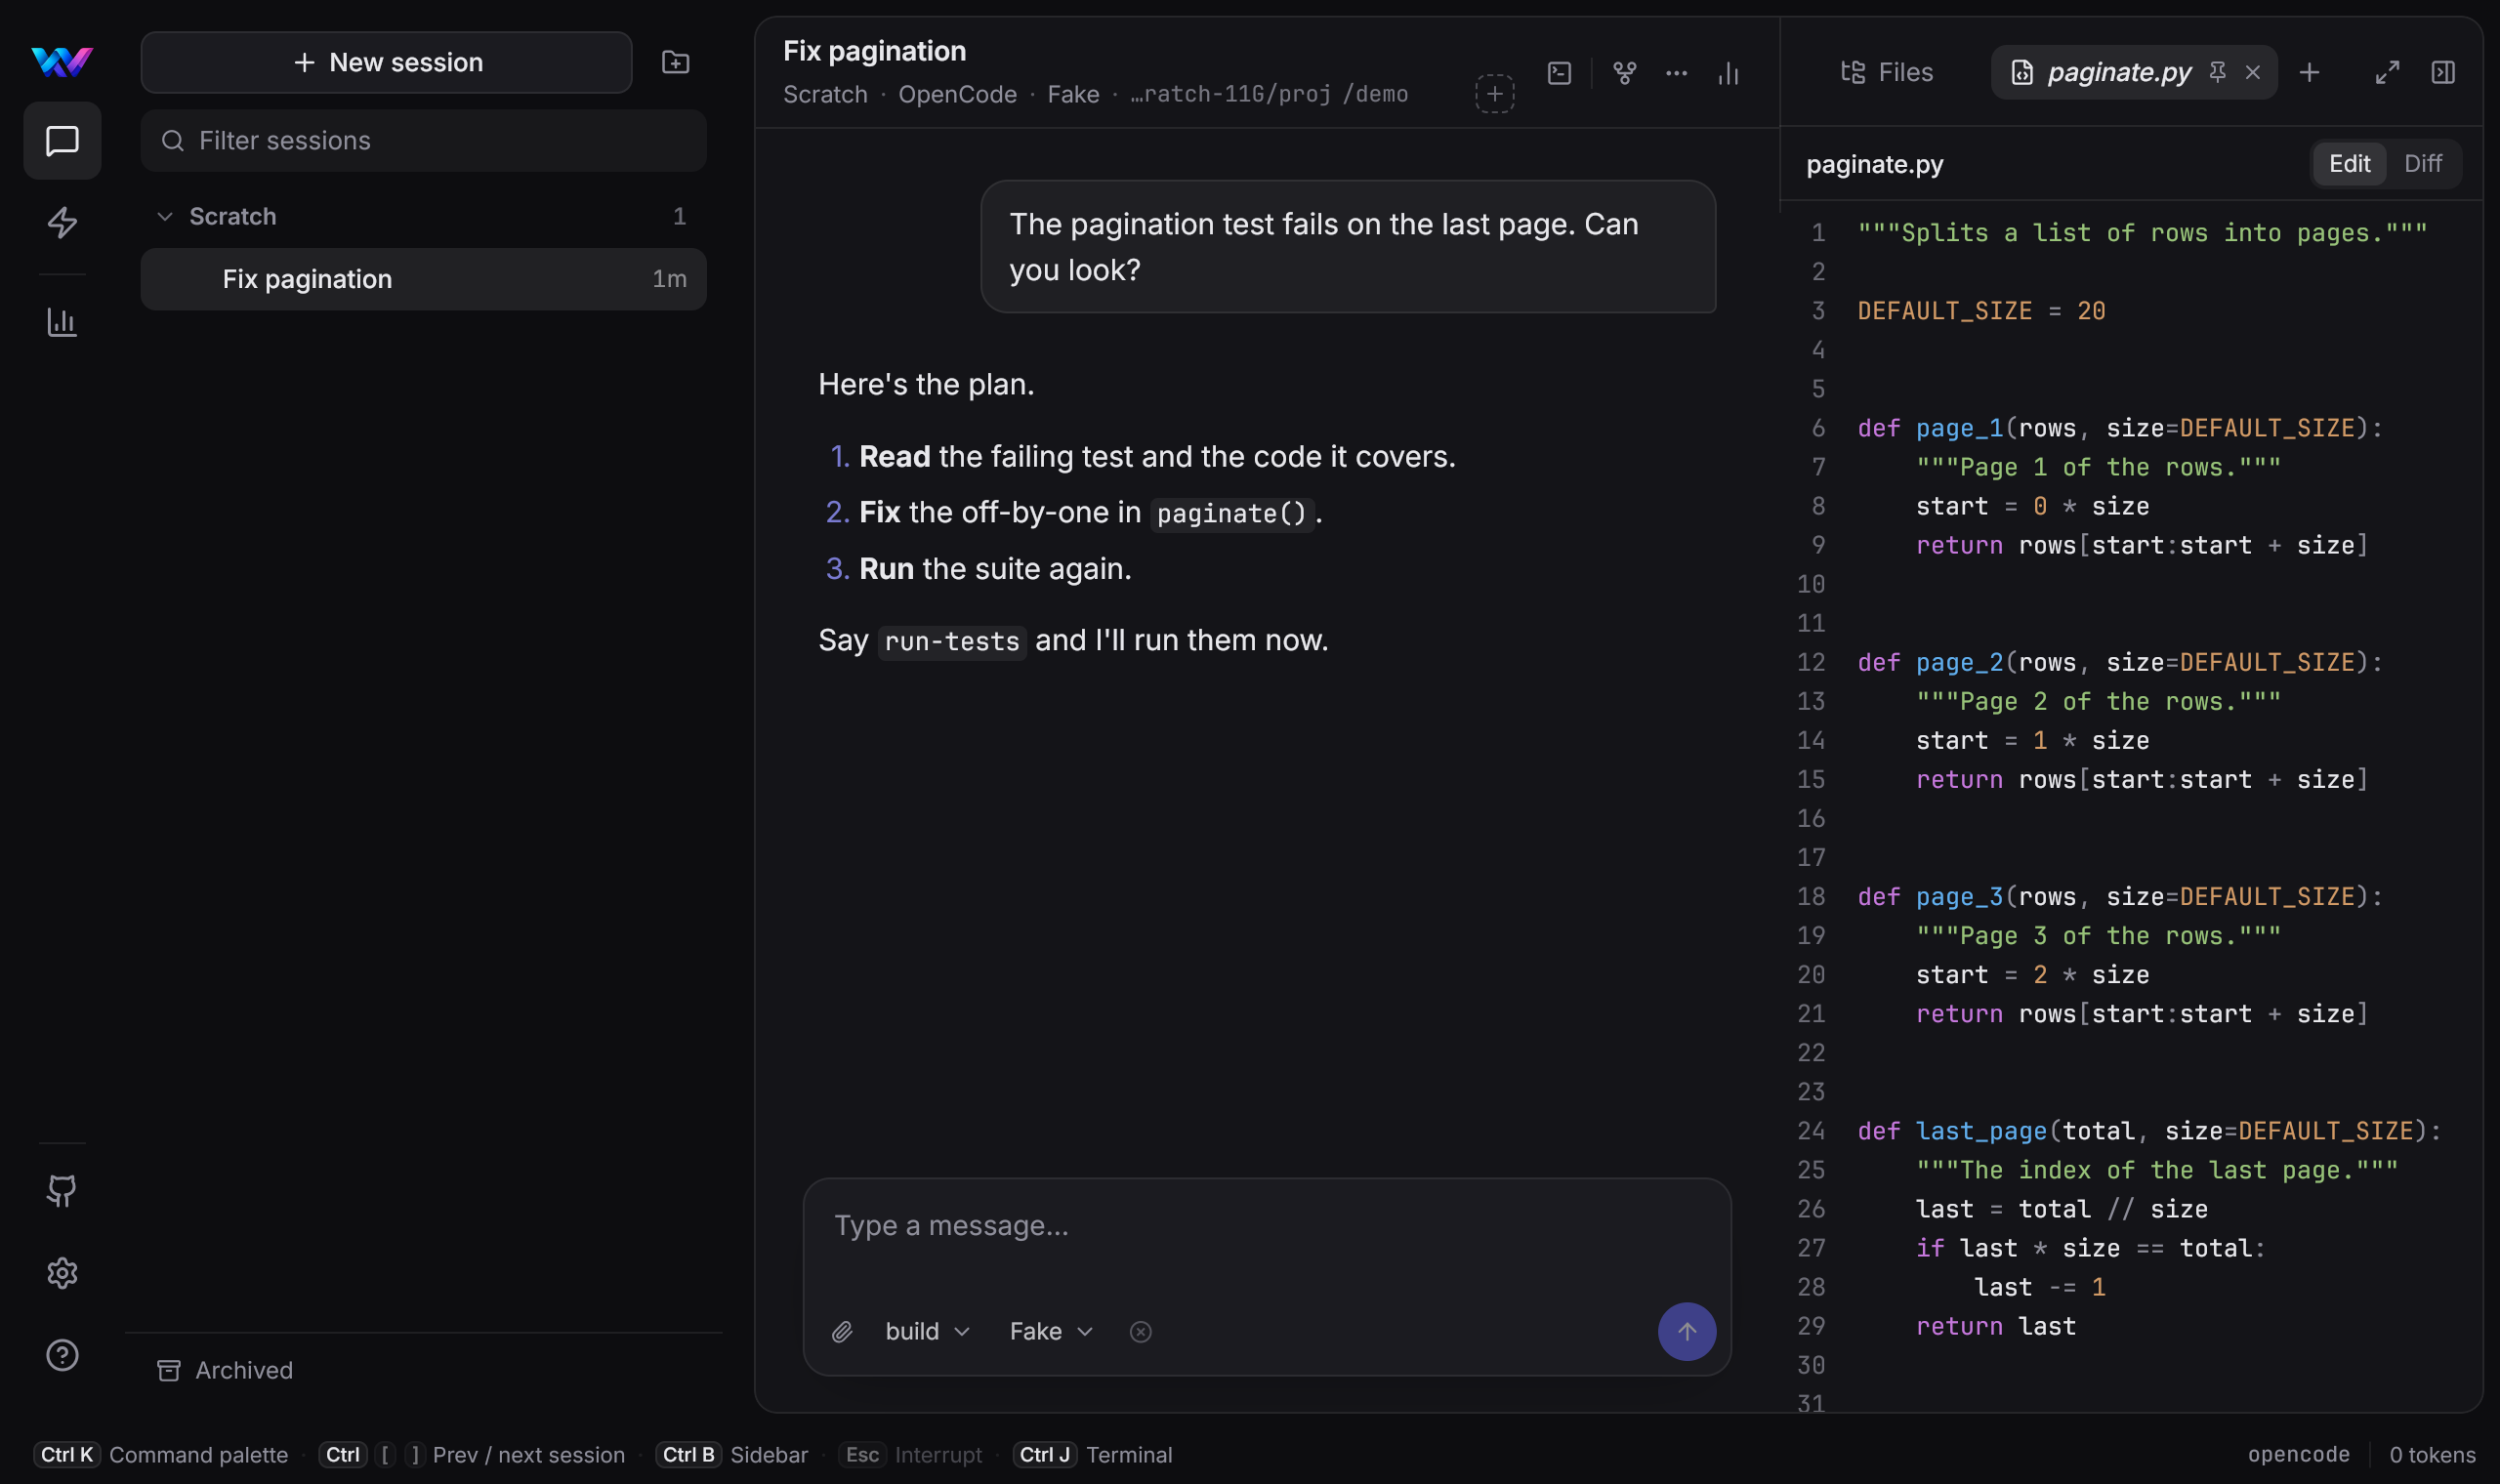 New session
Filter sessions
Scratch 1
Fix pagination 1m
Archived
Fix pagination
Scratch · OpenCode · Fake · …ratch-11G/proj /demo
The pagination test fails on the last page. Can
you look?
Here's the plan.
1. Read the failing test and the code it covers.
2. Fix the off-by-one in paginate().
3. Run the suite again.
Say run-tests and I'll run them now.
Type a message...
build Fake
Files paginate.py
paginate.py Edit Diff
1 """Splits a list of rows into pages."""
2
3 DEFAULT_SIZE = 20
4
5
6 def page_1(rows, size=DEFAULT_SIZE):
7     """Page 1 of the rows."""
8     start = 0 * size
9     return rows[start:start + size]
10
11
12 def page_2(rows, size=DEFAULT_SIZE):
13     """Page 2 of the rows."""
14     start = 1 * size
15     return rows[start:start + size]
16
17
18 def page_3(rows, size=DEFAULT_SIZE):
19     """Page 3 of the rows."""
20     start = 2 * size
21     return rows[start:start + size]
22
23
24 def last_page(total, size=DEFAULT_SIZE):
25     """The index of the last page."""
26     last = total // size
27     if last * size == total:
28         last -= 1
29     return last
30
31
Ctrl K Command palette · Ctrl [ ] Prev / next session · Ctrl B Sidebar · Esc Interrupt · Ctrl J Terminal
opencode 0 tokens